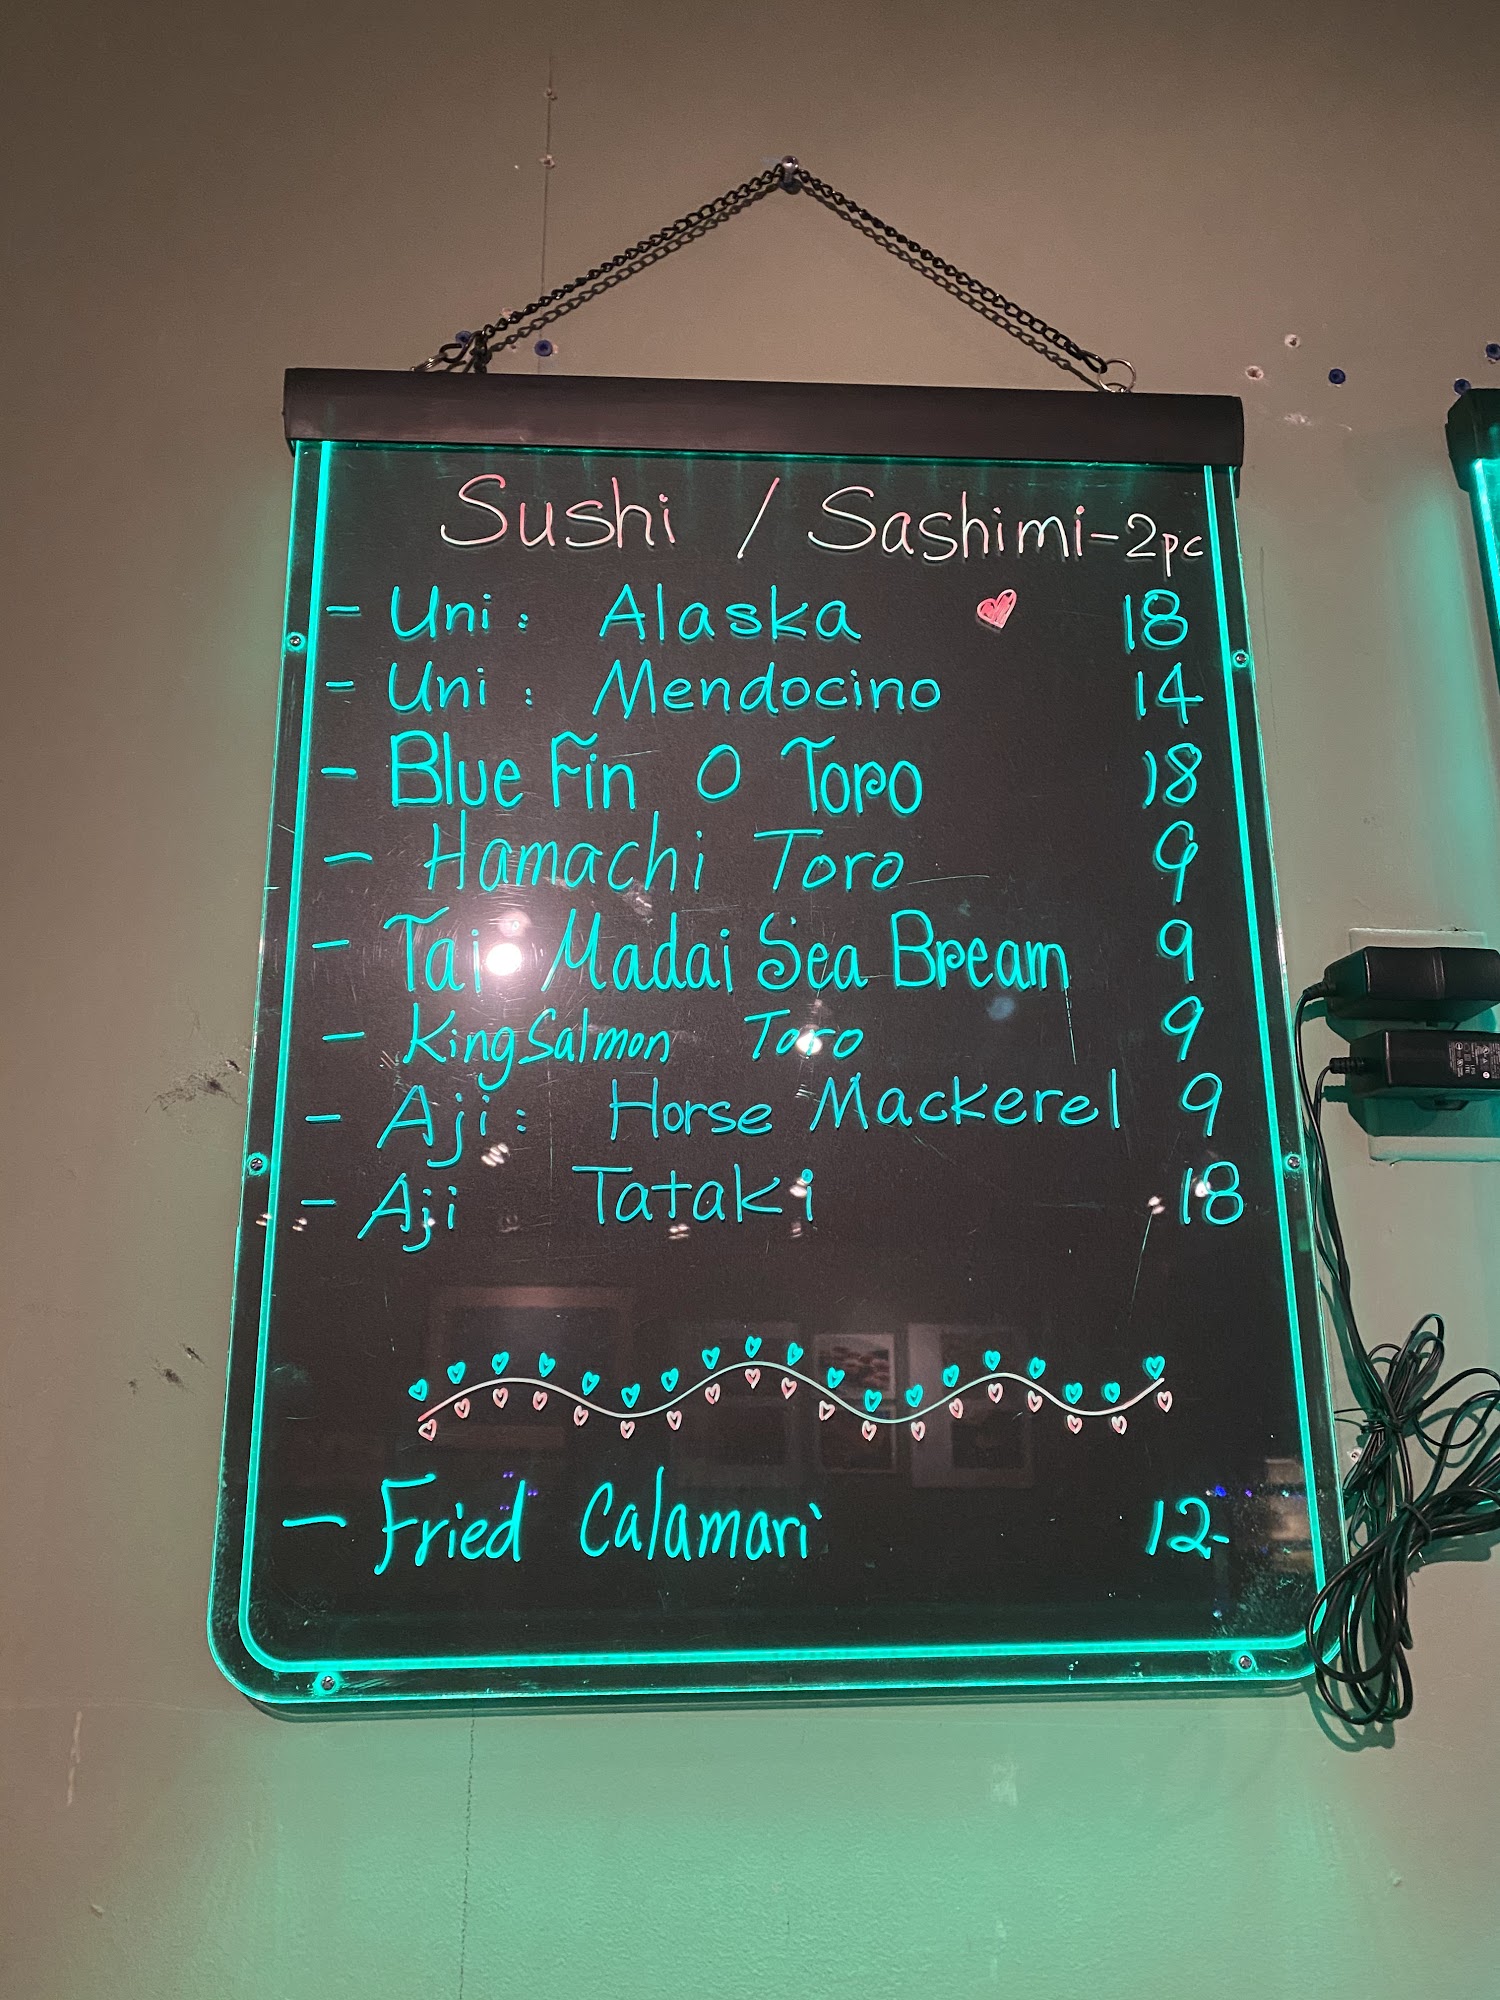 Sushi / Sashimi-2pc
- Uni: Alaska 18
- Uni: Mendocino 14
- Blue Fin O Toro 18
- Hamachi Toro 9
- Tai Madai Sea Bream 9
- King Salmon Toro 9
- Aji: Horse Mackerel 9
- Aji Tataki 18
- Fried Calamari 12-